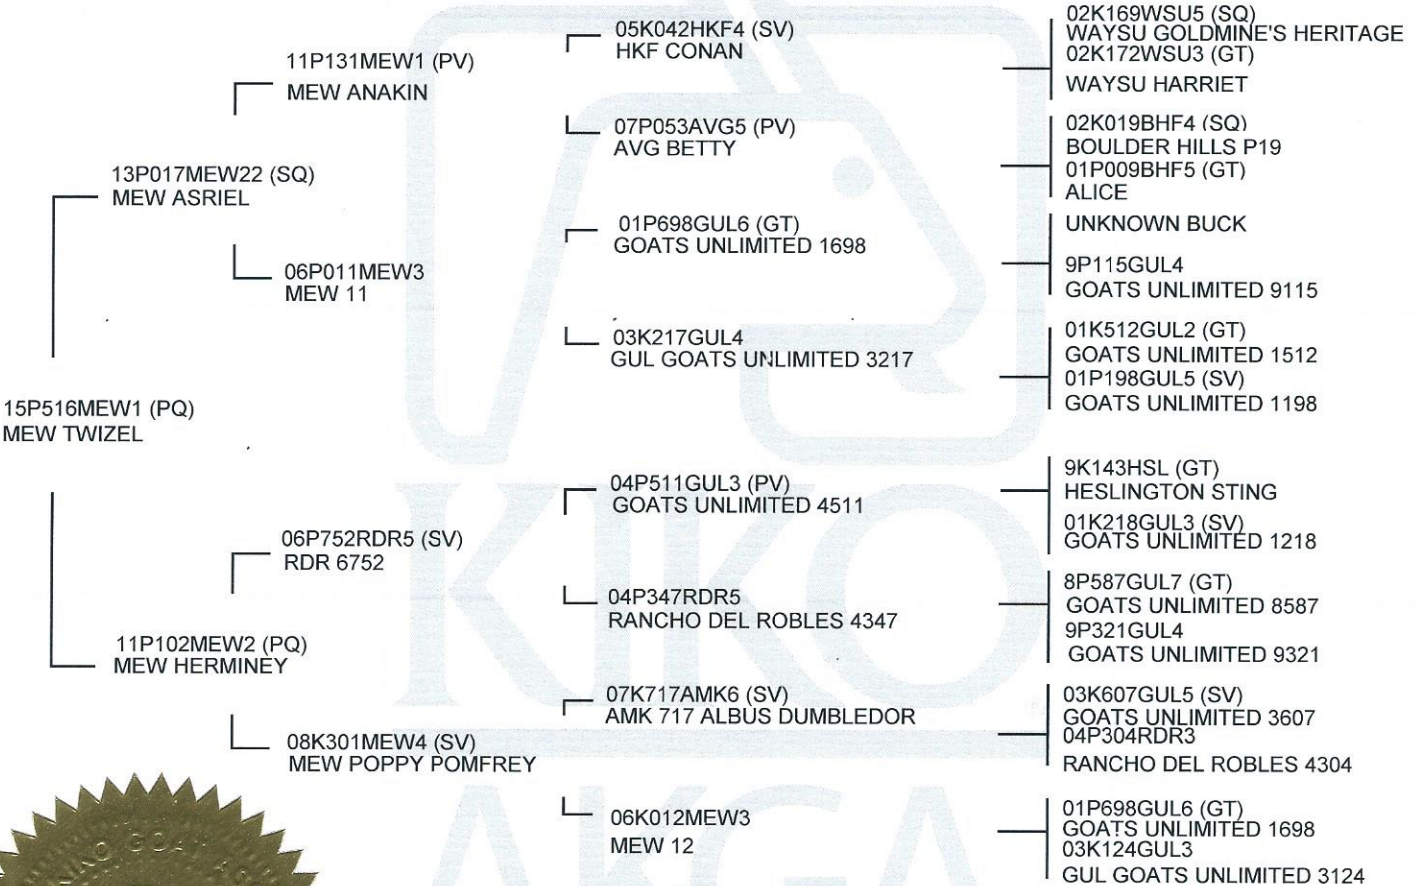 02K169WSU5 (SQ)
WAYSU GOLDMINE'S HERITAGE
02K172WSU3 (GT)
WAYSU HARRIET
05K042HKF4 (SV)
HKF CONAN
11P131MEW1 (PV)
MEW ANAKIN
07P053AVG5 (PV)
AVG BETTY
02K019BHF4 (SQ)
BOULDER HILLS P19
01P009BHF5 (GT)
ALICE
13P017MEW22 (SQ)
MEW ASRIEL
01P698GUL6 (GT)
GOATS UNLIMITED 1698
UNKNOWN BUCK
9P115GUL4
GOATS UNLIMITED 9115
06P011MEW3
MEW 11
03K217GUL4
GUL GOATS UNLIMITED 3217
01K512GUL2 (GT)
GOATS UNLIMITED 1512
01P198GUL5 (SV)
GOATS UNLIMITED 1198
15P516MEW1 (PQ)
MEW TWIZEL
04P511GUL3 (PV)
GOATS UNLIMITED 4511
9K143HSL (GT)
HESLINGTON STING
01K218GUL3 (SV)
GOATS UNLIMITED 1218
06P752RDR5 (SV)
RDR 6752
04P347RDR5
RANCHO DEL ROBLES 4347
8P587GUL7 (GT)
GOATS UNLIMITED 8587
9P321GUL4
GOATS UNLIMITED 9321
11P102MEW2 (PQ)
MEW HERMINEY
07K717AMK6 (SV)
AMK 717 ALBUS DUMBLEDOR
03K607GUL5 (SV)
GOATS UNLIMITED 3607
04P304RDR3
RANCHO DEL ROBLES 4304
08K301MEW4 (SV)
MEW POPPY POMFREY
06K012MEW3
MEW 12
01P698GUL6 (GT)
GOATS UNLIMITED 1698
03K124GUL3
GUL GOATS UNLIMITED 3124
KIKO
AKGA
KIKO GOAT